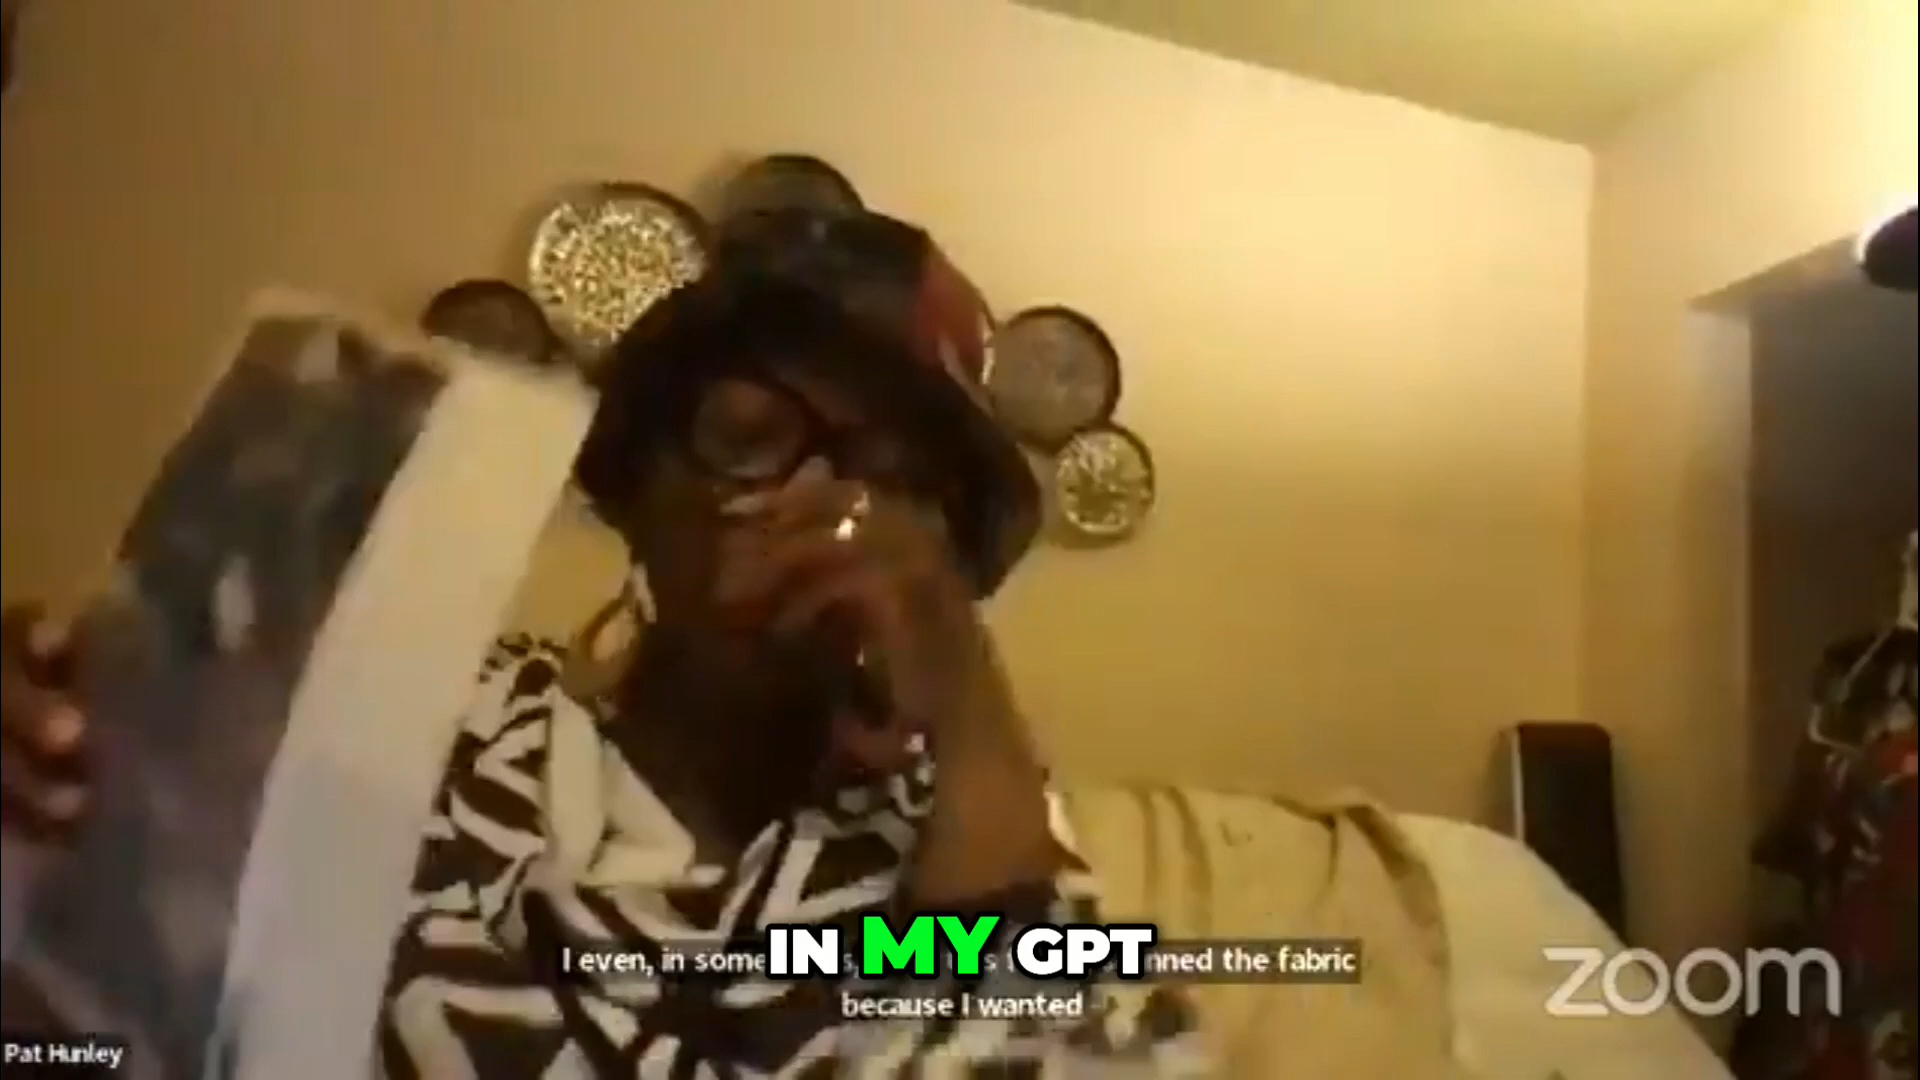 I even, in some
IN MY GPT
nned the fabric
because I wanted
zoom
Pat Hunley